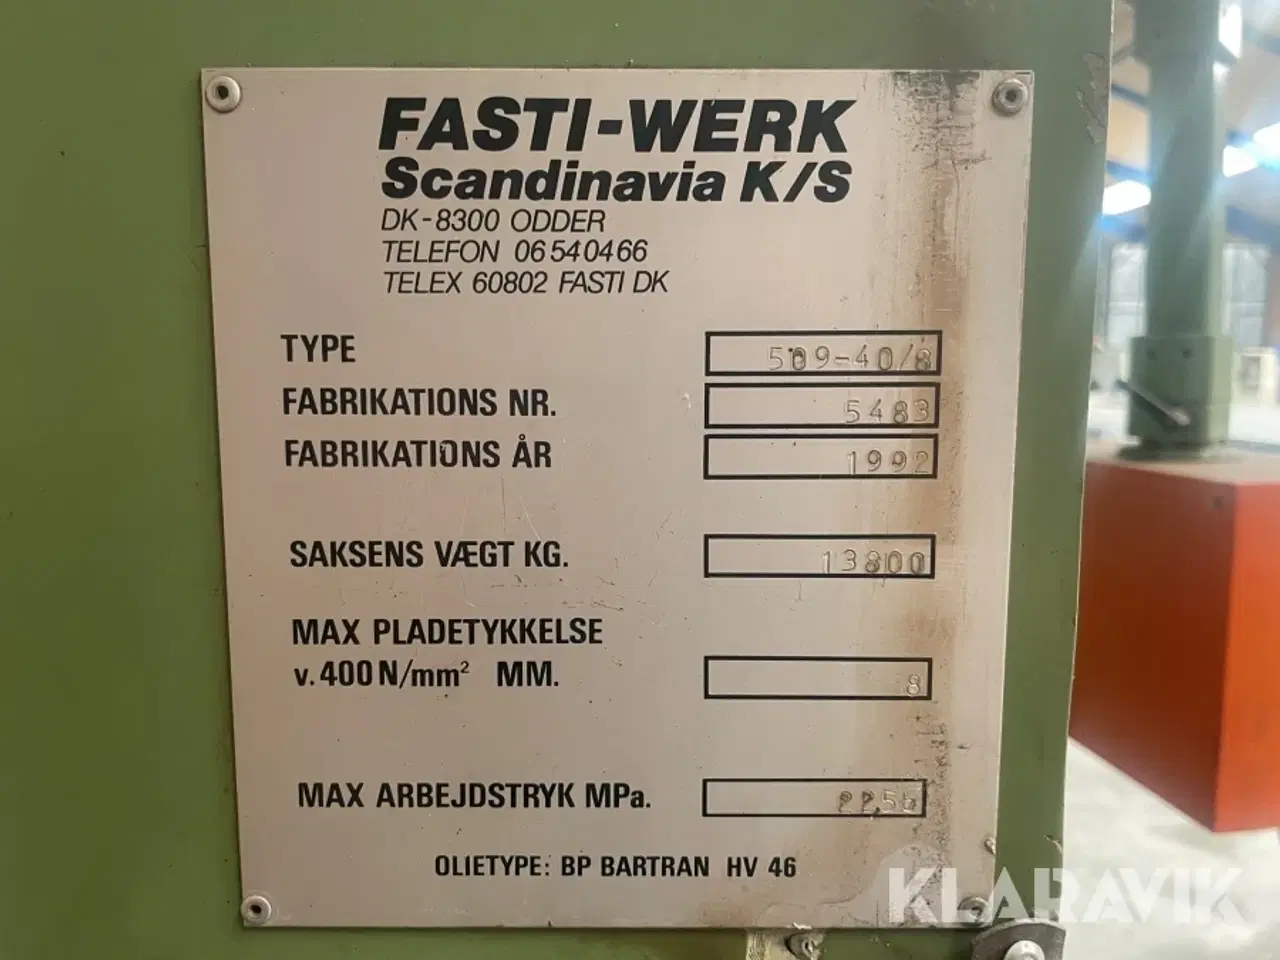 FASTI-WERK
Scandinavia K/S
DK-8300 ODDER
TELEFON 06 540466
TELEX 60802 FASTI DK
TYPE 509-40/8
FABRIKATIONS NR. 5483
FABRIKATIONS ÅR 1992
SAKSENS VÆGT KG. 13800
MAX PLADETYKKELSE
v. 400 N/mm² MM. 8
MAX ARBEJDSTRYK MPa.
OLIETYPE: BP BARTRAN HV 46
KLARAVIK